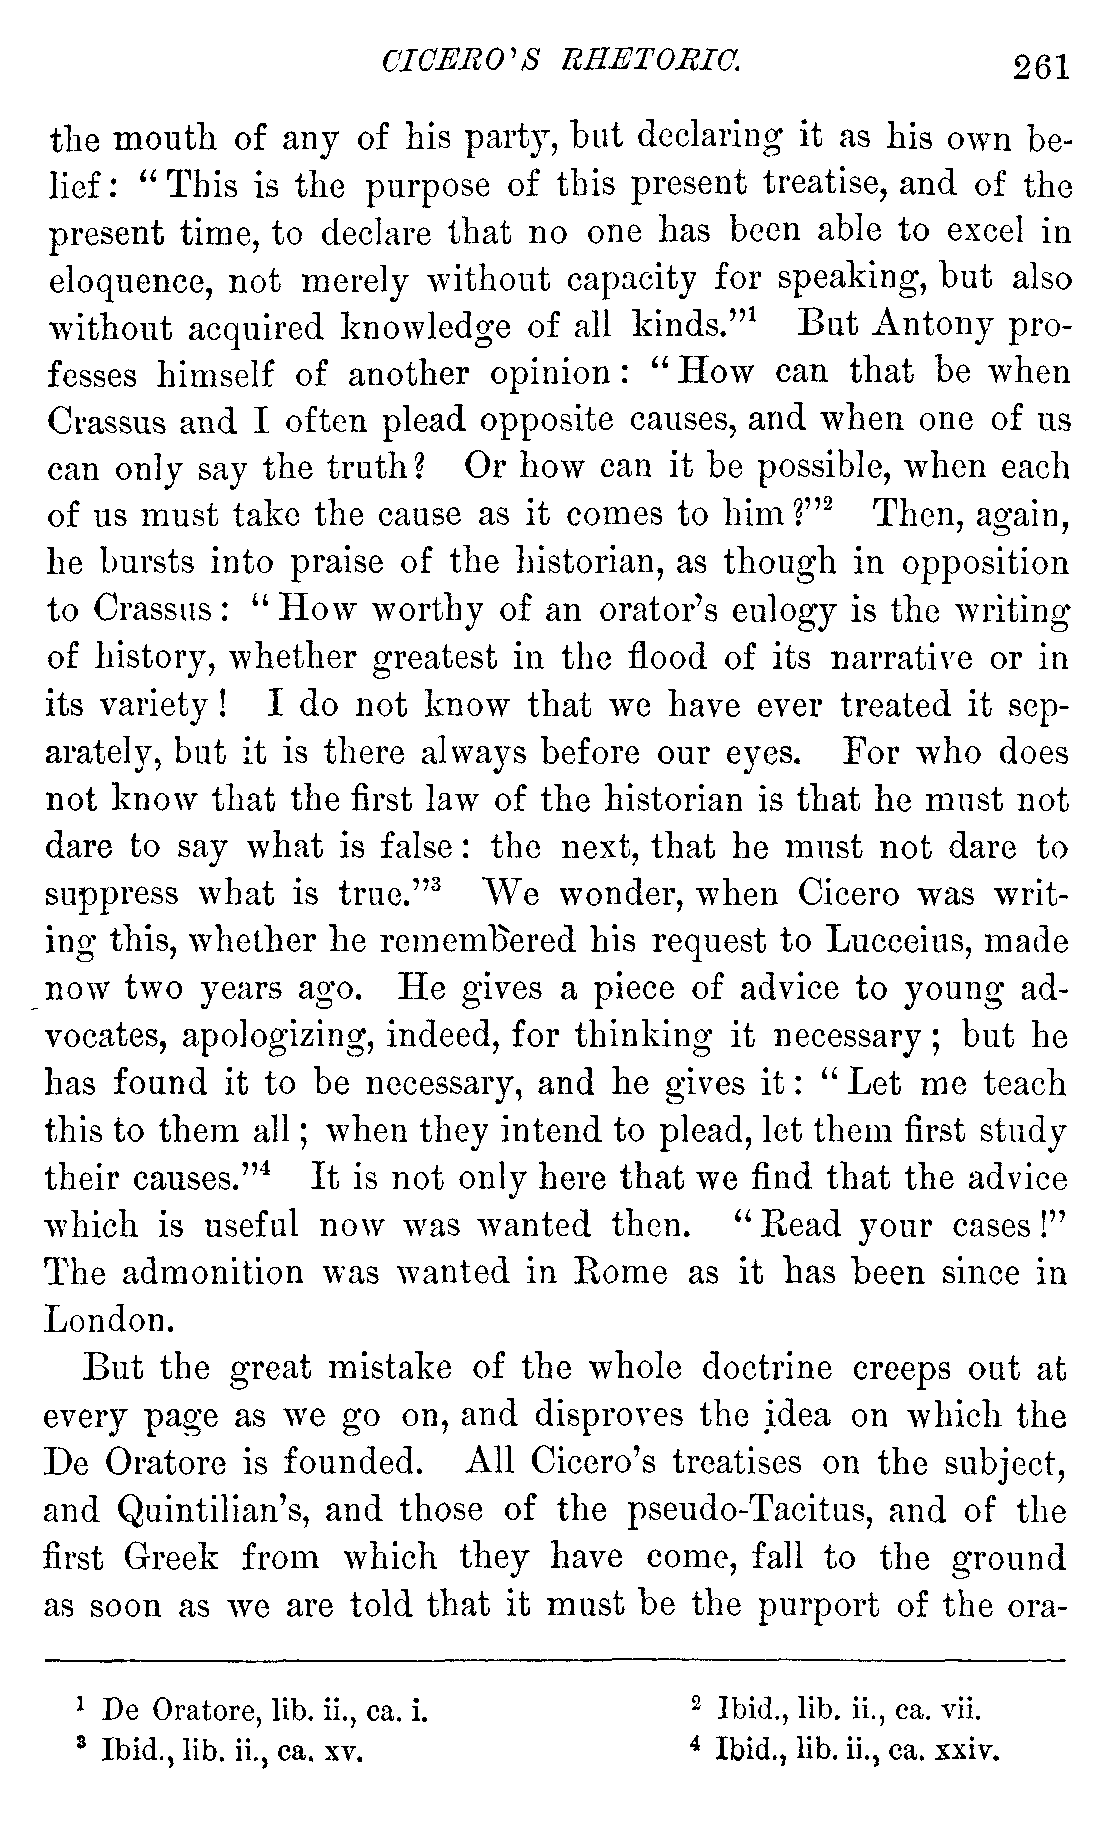 CICERO'S RHETORIC. 261
the mouth of any of his party, but declaring it as his own be-
lief: "This is the purpose of this present treatise, and of the
present time, to declare that no one has been able to excel in
eloquence, not merely without capacity for speaking, but also
without acquired knowledge of all kinds."¹ But Antony pro-
fesses himself of another opinion: "How can that be when
Crassus and I often plead opposite causes, and when one of us
can only say the truth? Or how can it be possible, when each
of us must take the cause as it comes to him?"² Then, again,
he bursts into praise of the historian, as though in opposition
to Crassus: "How worthy of an orator's eulogy is the writing
of history, whether greatest in the flood of its narrative or in
its variety! I do not know that we have ever treated it sep-
arately, but it is there always before our eyes. For who does
not know that the first law of the historian is that he must not
dare to say what is false: the next, that he must not dare to
suppress what is true."³ We wonder, when Cicero was writ-
ing this, whether he remembered his request to Lucceius, made
now two years ago. He gives a piece of advice to young ad-
vocates, apologizing, indeed, for thinking it necessary; but he
has found it to be necessary, and he gives it: "Let me teach
this to them all; when they intend to plead, let them first study
their causes."⁴ It is not only here that we find that the advice
which is useful now was wanted then. "Read your cases!"
The admonition was wanted in Rome as it has been since in
London.
But the great mistake of the whole doctrine creeps out at
every page as we go on, and disproves the idea on which the
De Oratore is founded. All Cicero's treatises on the subject,
and Quintilian's, and those of the pseudo-Tacitus, and of the
first Greek from which they have come, fall to the ground
as soon as we are told that it must be the purport of the ora-
¹ De Oratore, lib. ii., ca. i. ² Ibid., lib. ii., ca. vii.
³ Ibid., lib. ii., ca. xv. ⁴ Ibid., lib. ii., ca. xxiv.